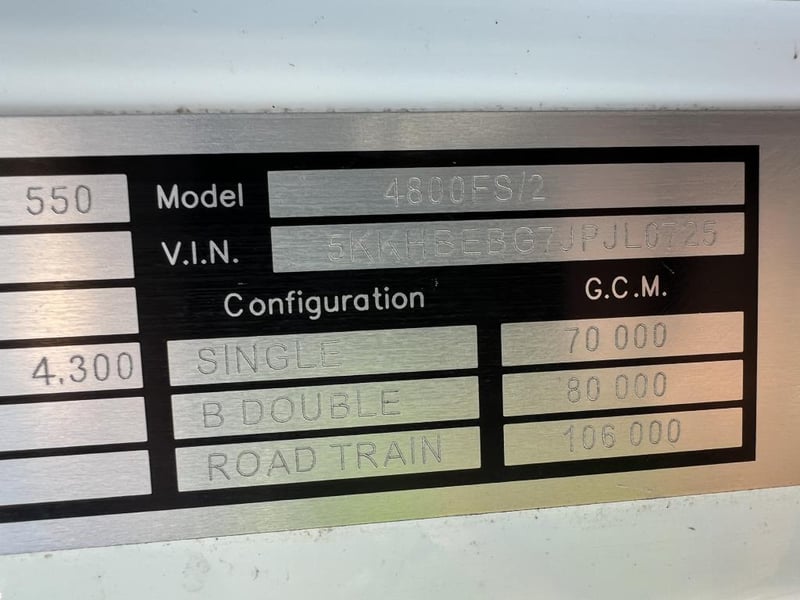 550 Model 4800FS/2
V.I.N. 5KKHBEBG7JPJL0725
Configuration G.C.M.
4.300 SINGLE 70 000
B DOUBLE 80 000
ROAD TRAIN 106 000